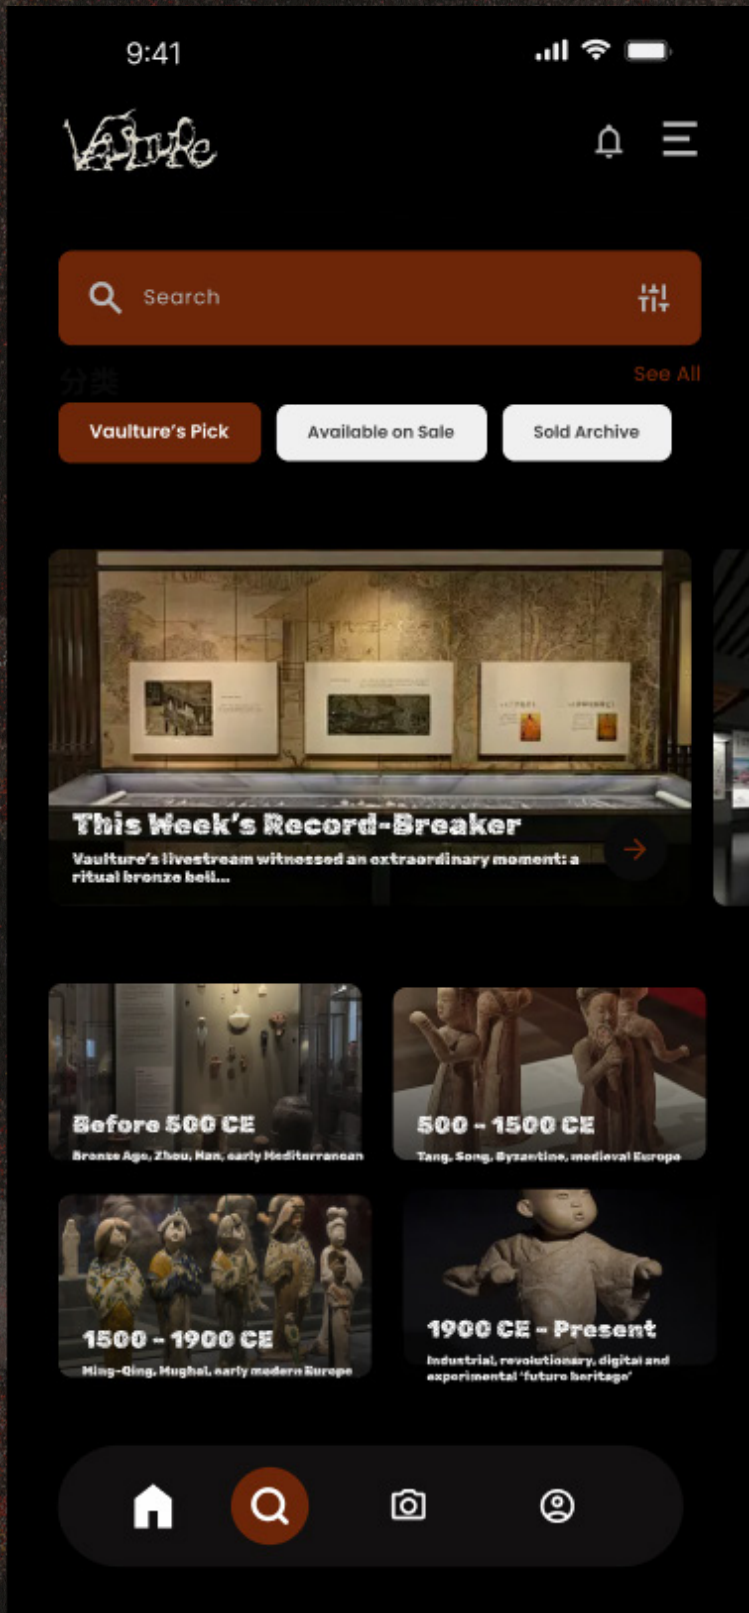 9:41
Vaulture
Search
分类
See All
Vaulture's Pick
Available on Sale
Sold Archive
This Week's Record-Breaker
Vaulture's livestream witnessed an extraordinary moment: a
ritual bronze bell...
Before 500 CE
Bronze Age, Zhou, Han, early Mediterranean
500 - 1500 CE
Tang, Song, Byzantine, medieval Europe
1500 - 1900 CE
Ming-Qing, Mughal, early modern Europe
1900 CE - Present
Industrial, revolutionary, digital and
experimental 'future heritage'